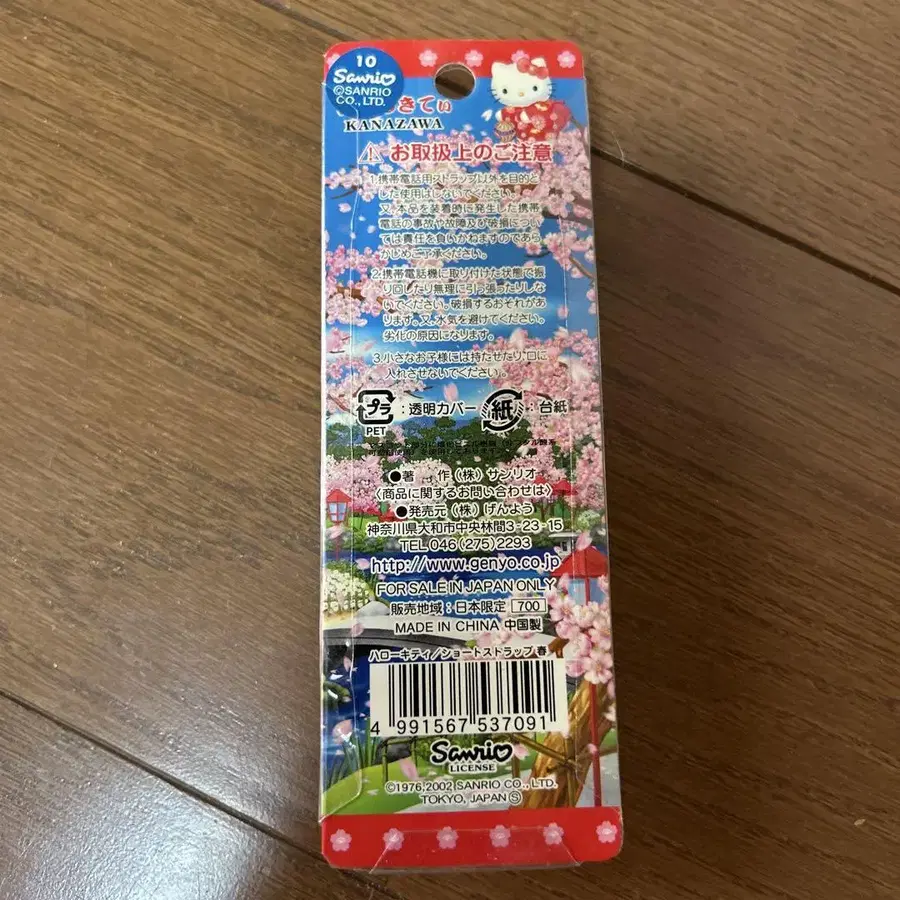 10
Sanrio
©SANRIO
CO., LTD.
きてぃ
KANAZAWA
お取扱上のご注意
1.携帯電話用ストラップ以外を目的と
した使用はしないでください。
又、本品を装着時に発生した携帯
電話の事故や故障及び破損につい
ては責任を負いかねますのであら
かじめご了承ください。
2.携帯電話機に取り付けた状態で振
り回したり無理に引っ張ったりしな
いでください。破損するおそれがあ
ります。又、水気を避けてください。
劣化の原因になります。
3.小さなお子様には持たせたり、口に
入れさせないでください。
プラ
PET
:透明カバー
紙
:台紙
●著 作 (株)サンリオ
〈商品に関するお問い合わせは〉
●発売元 (株)げんよう
神奈川県大和市中央林間3-23-15
TEL 046(275)2293
http://www.genyo.co.jp
FOR SALE IN JAPAN ONLY
販売地域:日本限定 700
MADE IN CHINA 中国製
ハローキティ/ショートストラップ 春
4 991567 537091
Sanrio
LICENSE
©1976, 2002 SANRIO CO., LTD.
TOKYO, JAPAN Ⓢ